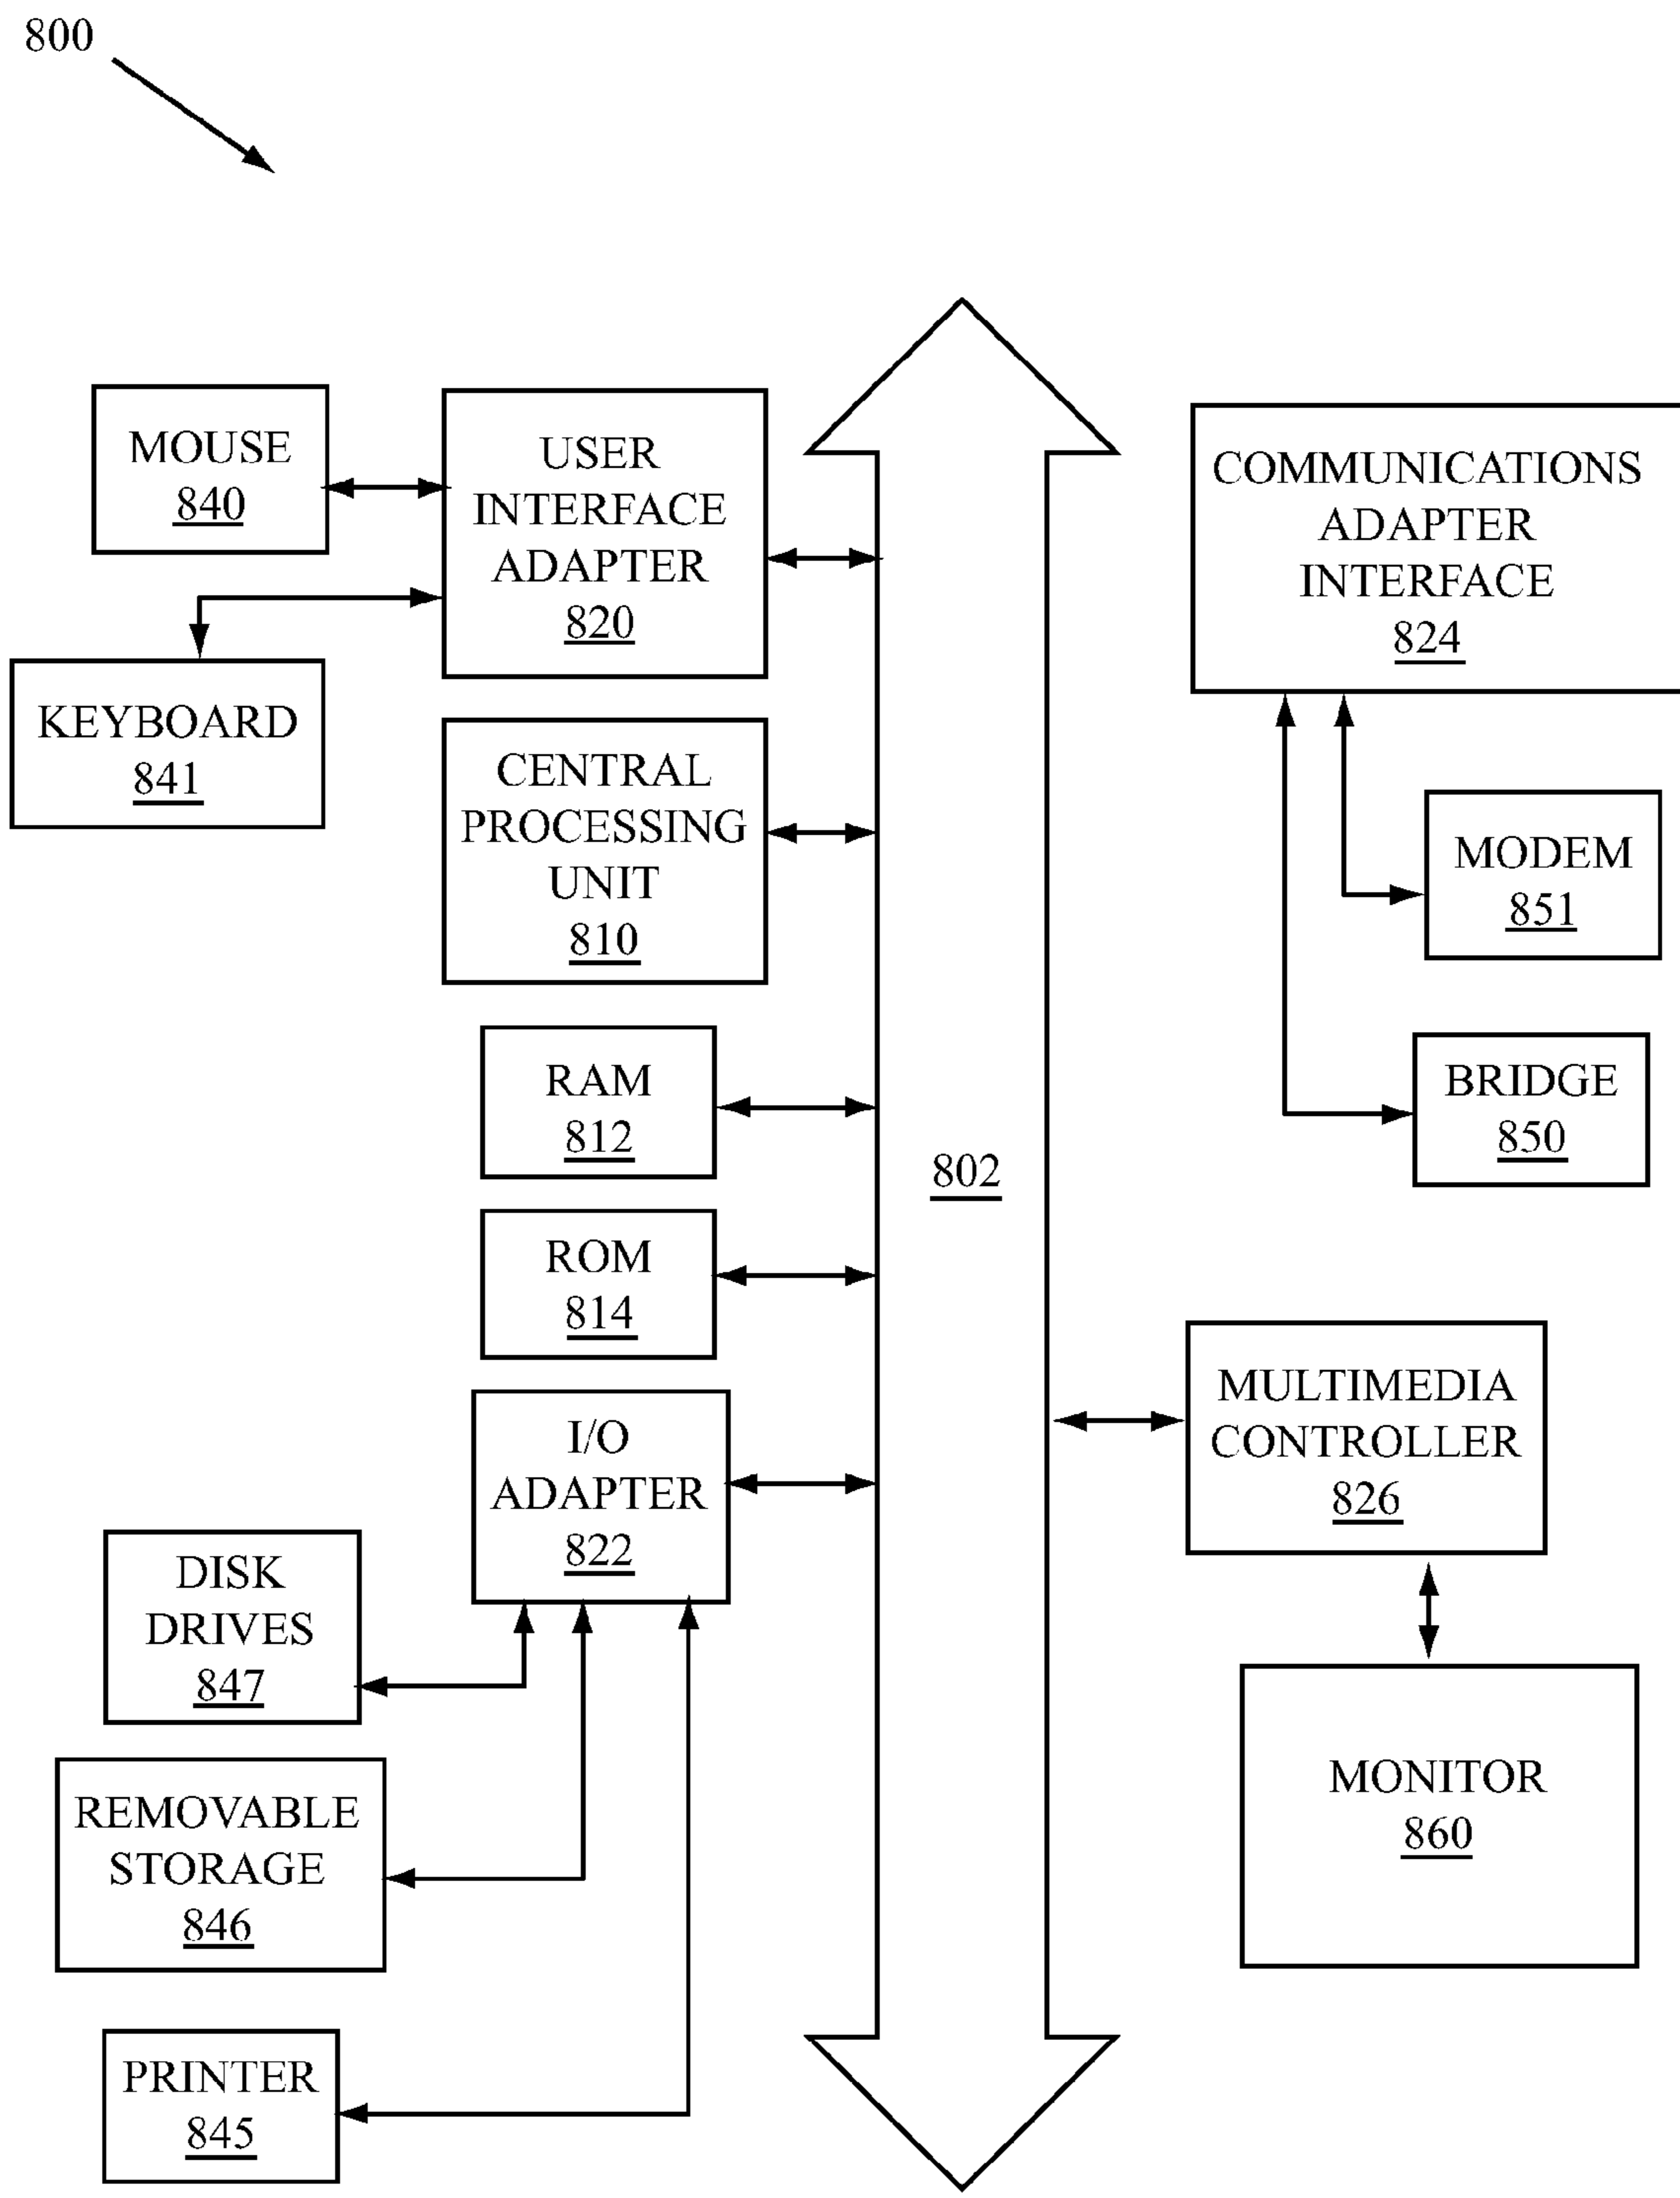 800
MOUSE
840
USER
INTERFACE
ADAPTER
820
KEYBOARD
841
CENTRAL
PROCESSING
UNIT
810
RAM
812
ROM
814
I/O
ADAPTER
822
DISK
DRIVES
847
REMOVABLE
STORAGE
846
PRINTER
845
802
COMMUNICATIONS
ADAPTER
INTERFACE
824
MODEM
851
BRIDGE
850
MULTIMEDIA
CONTROLLER
826
MONITOR
860